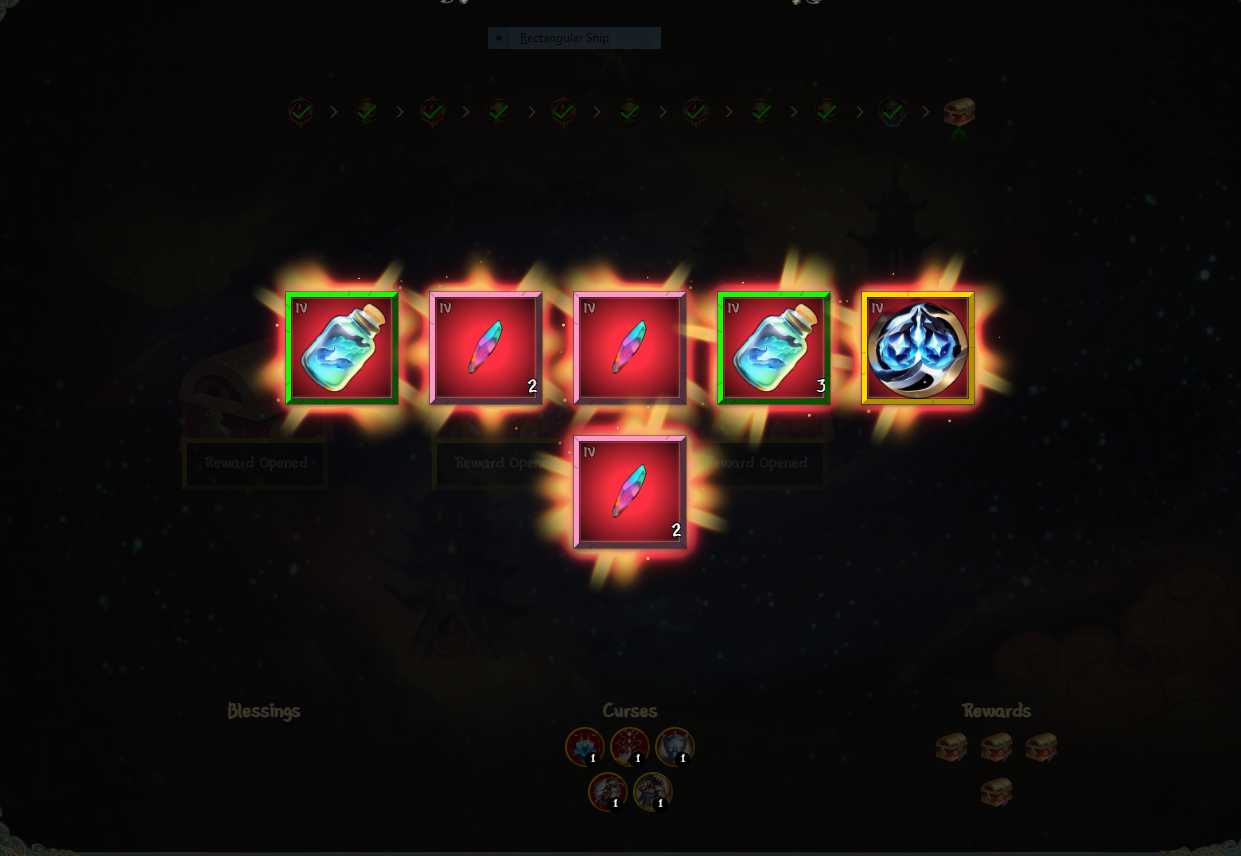 Rectangular Snip
IV
IV
2
IV
IV
3
IV
IV
2
Reward Opened
Reward Opened
Reward Opened
Blessings
Curses
Rewards
1
1
1
1
1